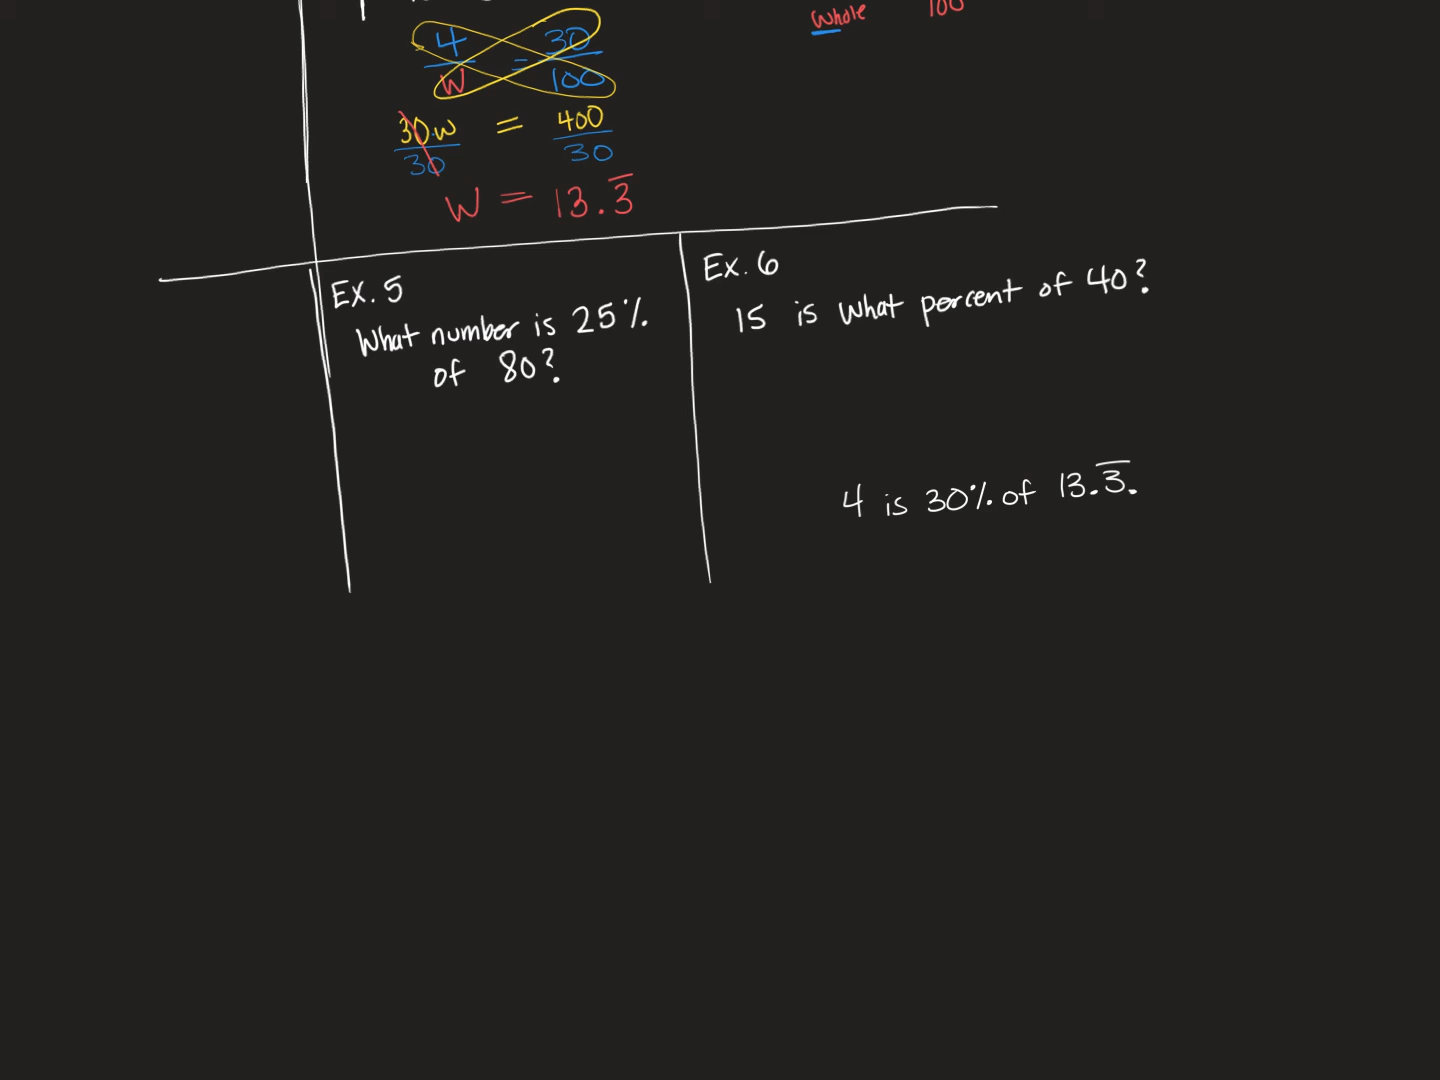 Whole 100
4/w = 30/100
30w/30 = 400/30
w = 13.3̅
Ex. 5
What number is 25%
of 80?
Ex. 6
15 is what percent of 40?
4 is 30% of 13.3̅.